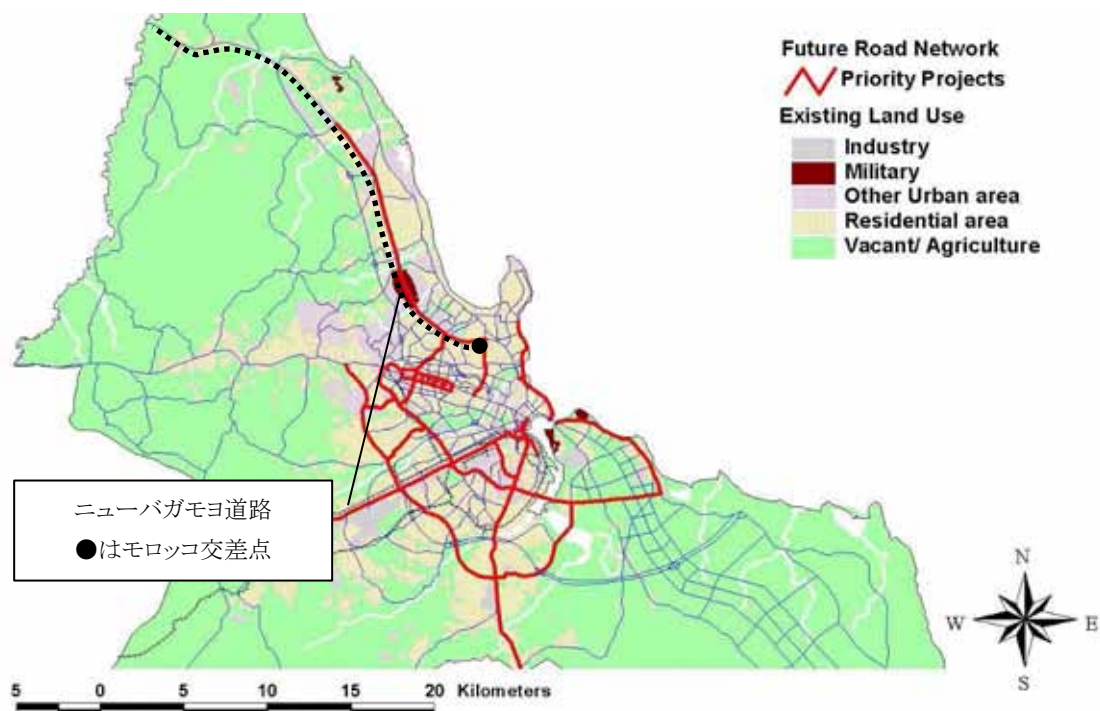 Future Road Network
Priority Projects
Existing Land Use
Industry
Military
Other Urban area
Residential area
Vacant/ Agriculture
ニューバガモヨ道路
●はモロッコ交差点
N
W E
S
5 0 5 10 15 20 Kilometers